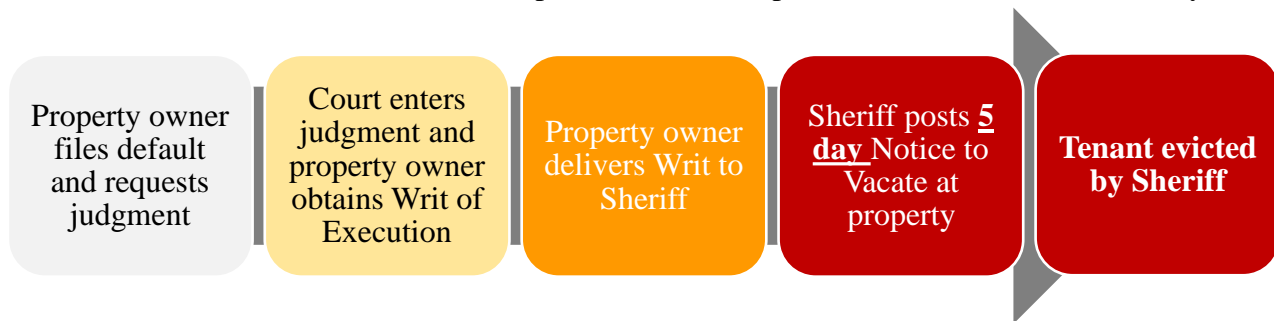 Property owner
files default
and requests
judgment
Court enters
judgment and
property owner
obtains Writ of
Execution
Property owner
delivers Writ to
Sheriff
Sheriff posts 5
day Notice to
Vacate at
property
Tenant evicted
by Sheriff